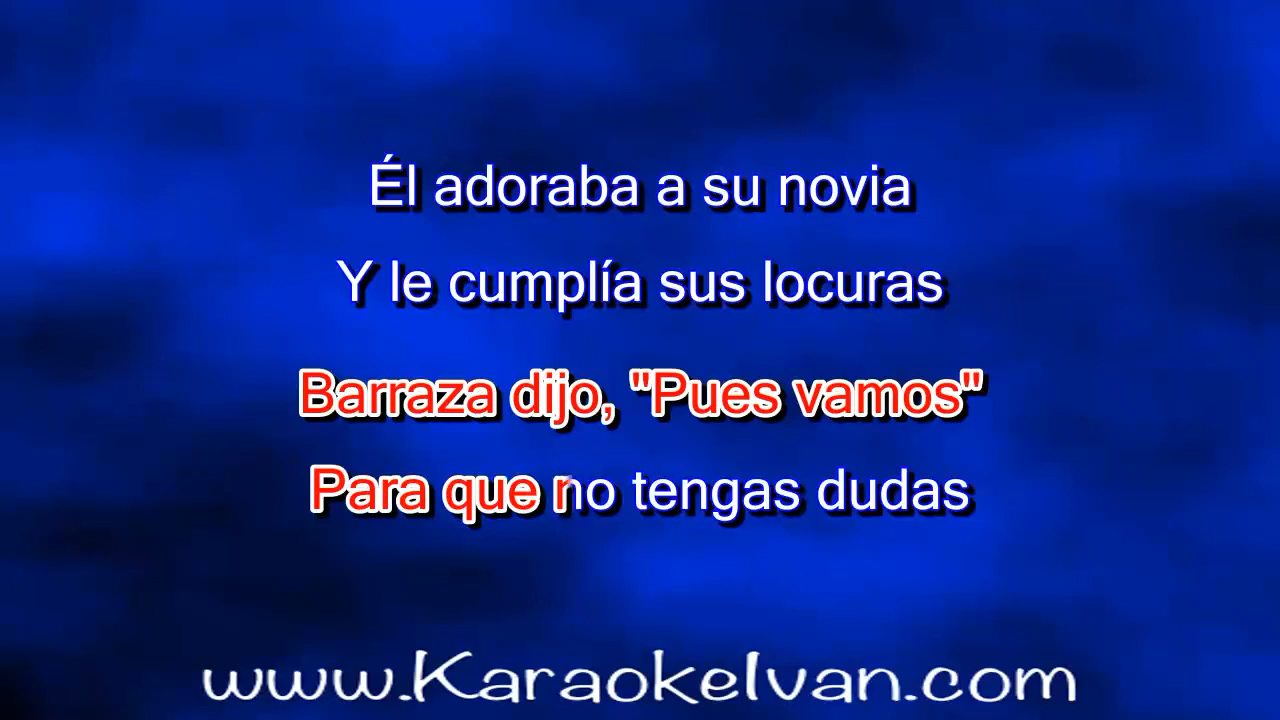 Él adoraba a su novia
Y le cumplía sus locuras
Barraza dijo, "Pues vamos"
Para que no tengas dudas
www.KaraokeIvan.com